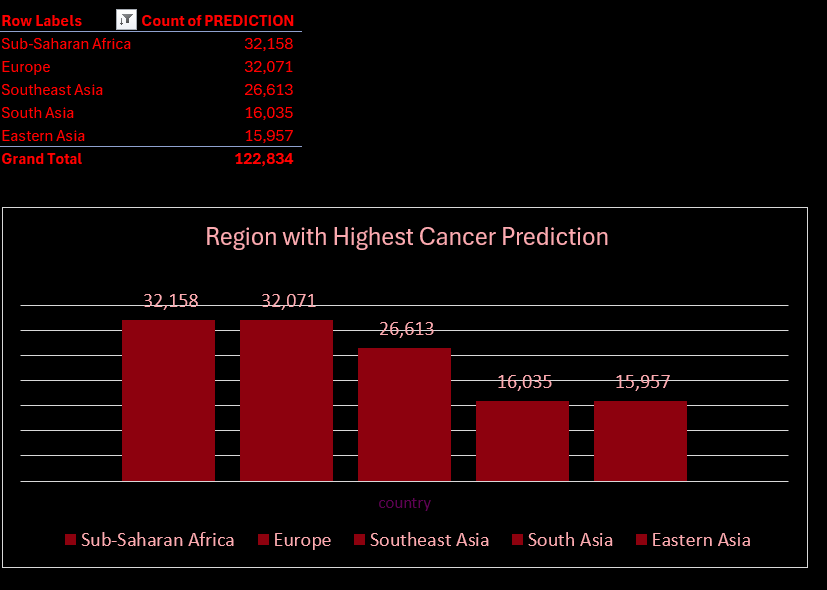 Row Labels Count of PREDICTION
Sub-Saharan Africa 32,158
Europe 32,071
Southeast Asia 26,613
South Asia 16,035
Eastern Asia 15,957
Grand Total 122,834
Region with Highest Cancer Prediction
32,158 32,071
26,613
16,035 15,957
country
Sub-Saharan Africa Europe Southeast Asia South Asia Eastern Asia